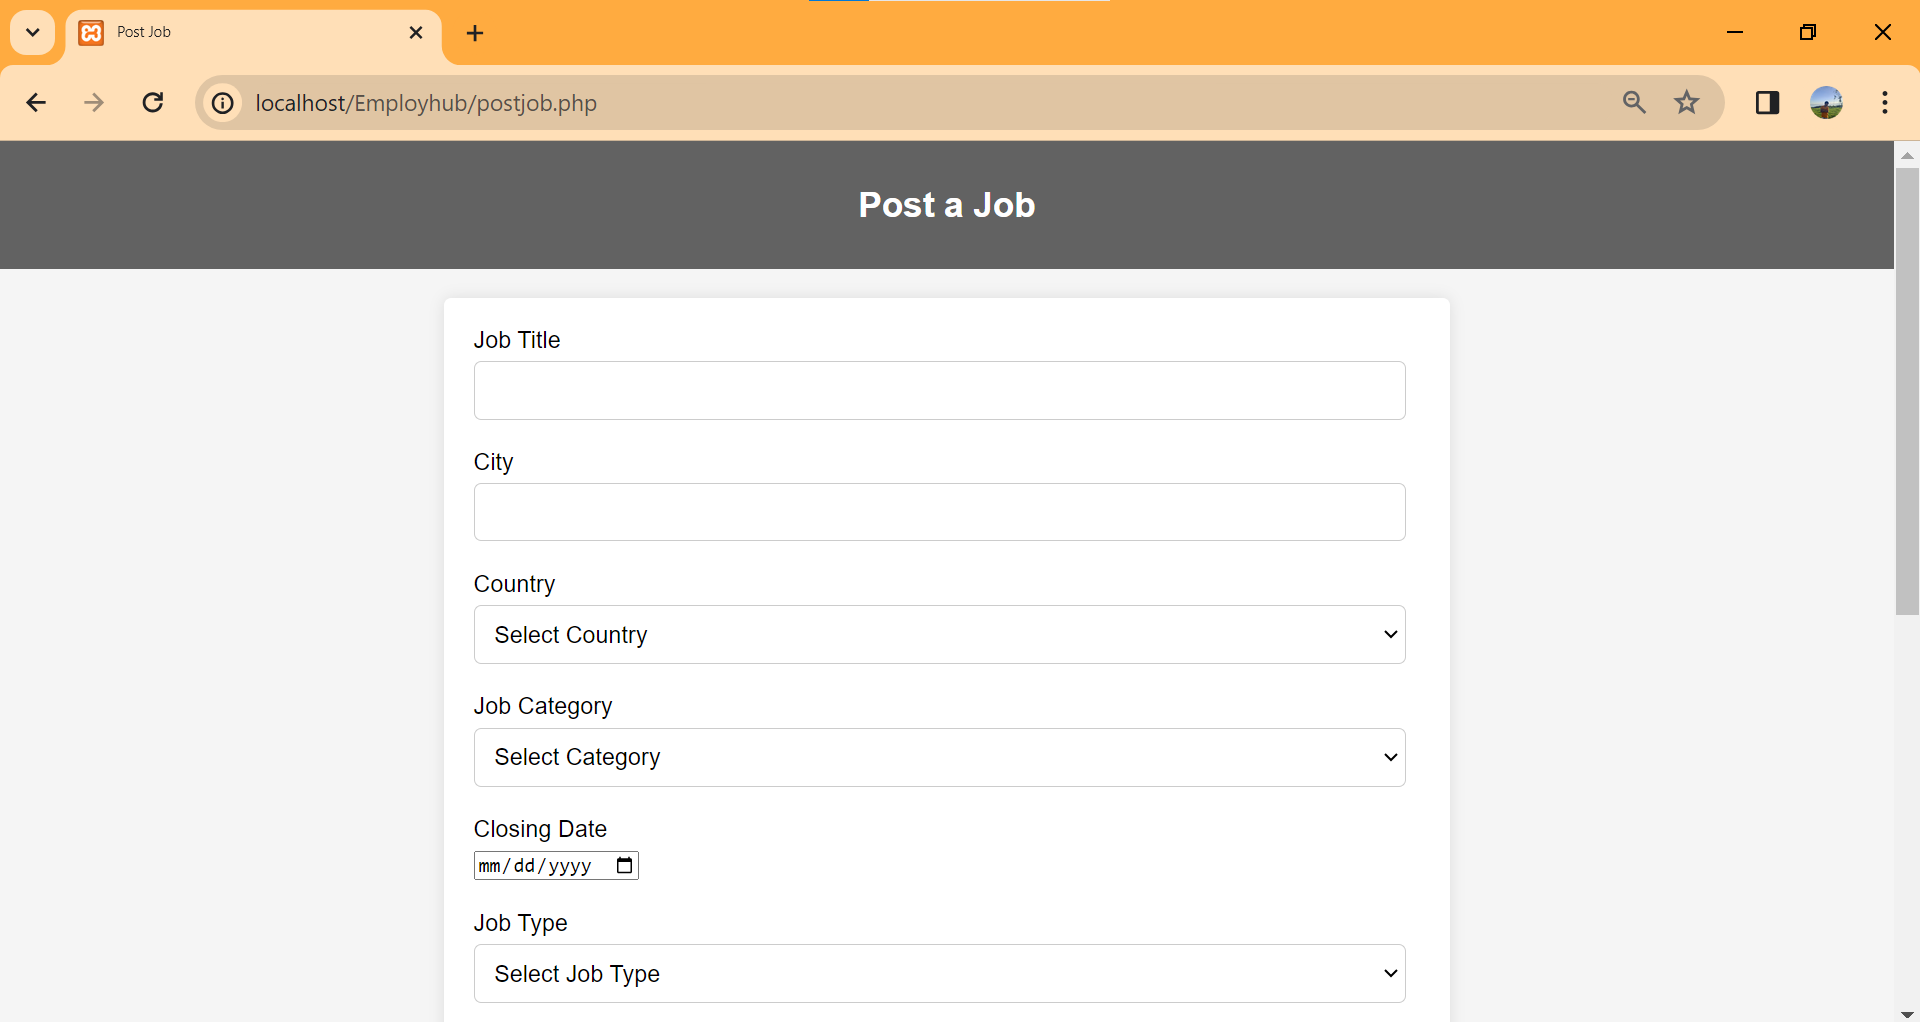 Post Job
localhost/Employhub/postjob.php
Post a Job
Job Title
City
Country
Select Country
Job Category
Select Category
Closing Date
mm/dd/yyyy
Job Type
Select Job Type